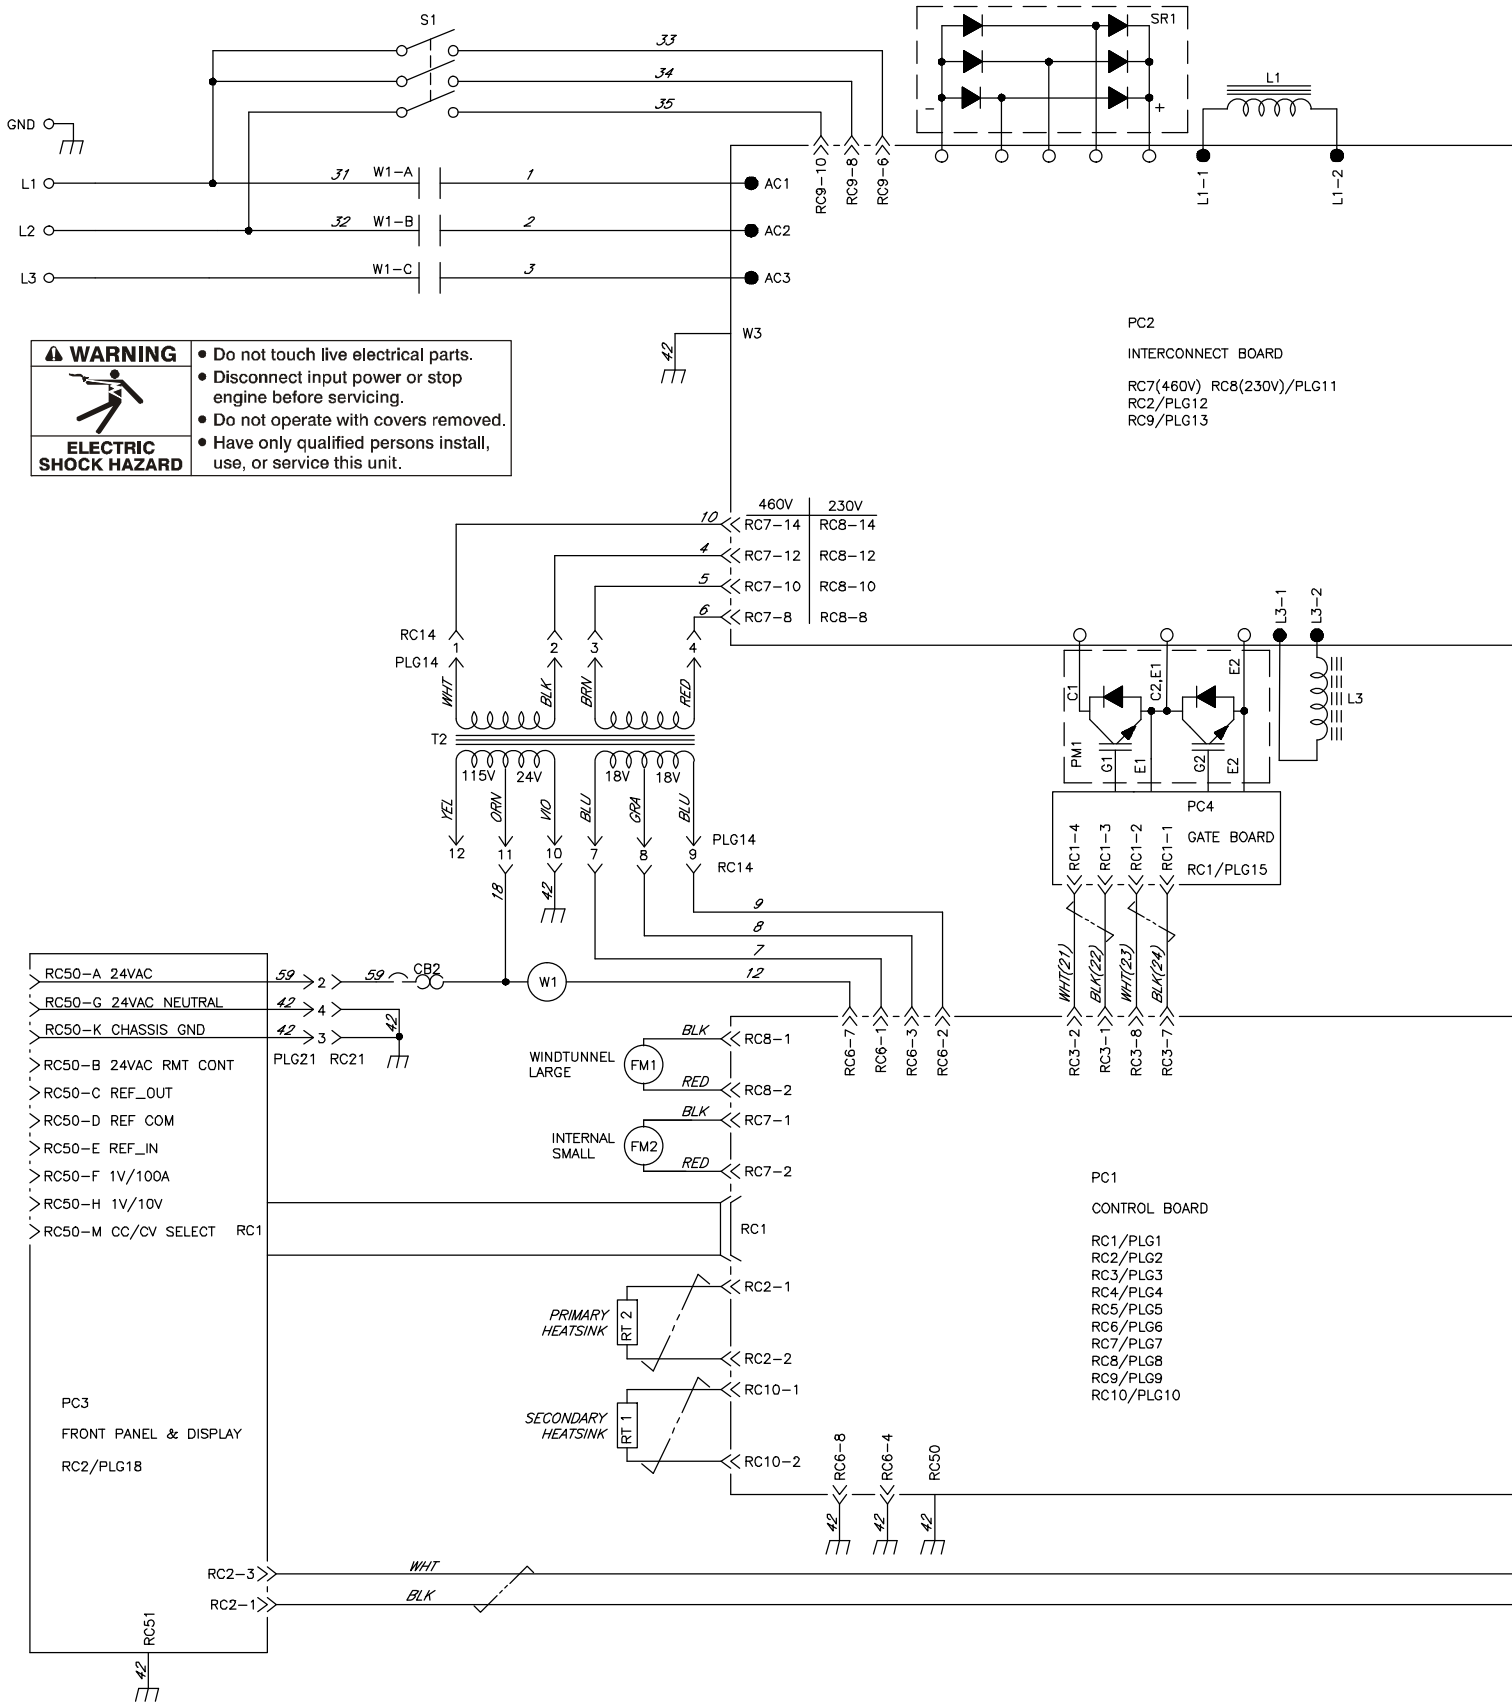 S1
33
34
35
GND
L1
31
W1-A
1
AC1
L2
32
W1-B
2
AC2
L3
W1-C
3
AC3
RC9-10
RC9-8
RC9-6
SR1
-
+
L1
L1-1
L1-2
42
W3
PC2
INTERCONNECT BOARD
RC7(460V) RC8(230V)/PLG11
RC2/PLG12
RC9/PLG13
WARNING
ELECTRIC
SHOCK HAZARD
• Do not touch live electrical parts.
• Disconnect input power or stop
engine before servicing.
• Do not operate with covers removed.
• Have only qualified persons install,
use, or service this unit.
460V 230V
10 RC7-14 RC8-14
4 RC7-12 RC8-12
5 RC7-10 RC8-10
6 RC7-8 RC8-8
RC14
1 2 3 4
PLG14
WHT BLK BRN RED
T2
115V 24V 18V 18V
YEL ORN VIO BLU GRA BLU
PLG14
12 11 10 7 8 9
RC14
18
42
9
8
7
12
L3-1
L3-2
L3
C1
C2,E1
E2
PM1
G1
E1
G2
E2
PC4
GATE BOARD
RC1/PLG15
RC1-4
RC1-3
RC1-2
RC1-1
WHT(21)
BLK(22)
WHT(23)
BLK(24)
RC3-2
RC3-1
RC3-8
RC3-7
RC50-A 24VAC
59 2 59 CB2
W1
RC50-G 24VAC NEUTRAL
42 4
42
RC50-K CHASSIS GND
42 3
PLG21 RC21
RC50-B 24VAC RMT CONT
RC50-C REF_OUT
RC50-D REF COM
RC50-E REF_IN
RC50-F 1V/100A
RC50-H 1V/10V
RC50-M CC/CV SELECT
RC1
RC6-7
RC6-1
RC6-3
RC6-2
WINDTUNNEL
LARGE
FM1
BLK
RC8-1
RED
RC8-2
INTERNAL
SMALL
FM2
BLK
RC7-1
RED
RC7-2
RC1
PRIMARY
HEATSINK
RT 2
RC2-1
RC2-2
SECONDARY
HEATSINK
RT 1
RC10-1
RC10-2
PC1
CONTROL BOARD
RC1/PLG1
RC2/PLG2
RC3/PLG3
RC4/PLG4
RC5/PLG5
RC6/PLG6
RC7/PLG7
RC8/PLG8
RC9/PLG9
RC10/PLG10
RC6-8
RC6-4
RC50
42
42
42
PC3
FRONT PANEL & DISPLAY
RC2/PLG18
RC2-3
WHT
RC2-1
BLK
RC51
42